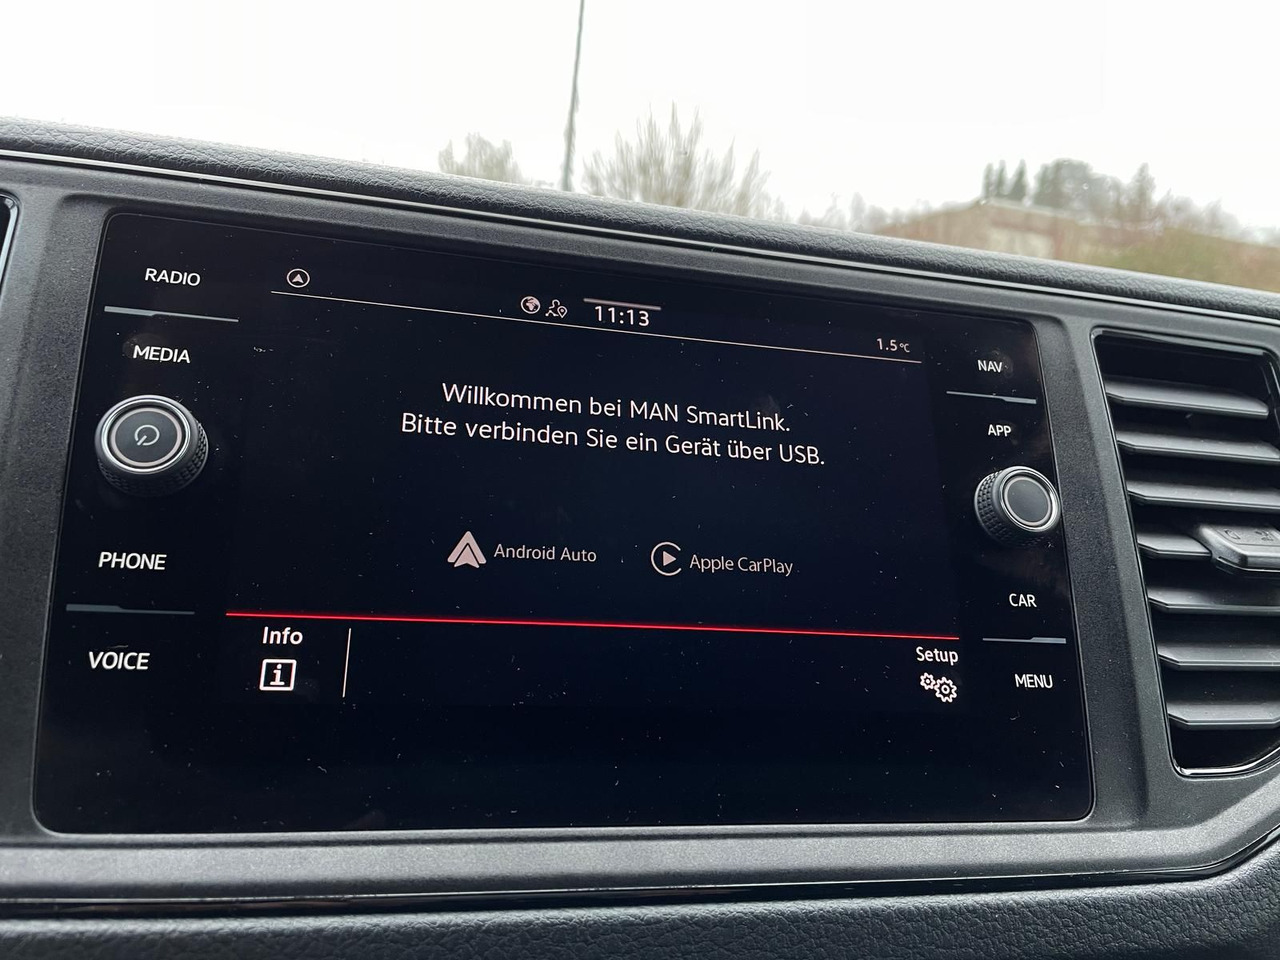 RADIO
MEDIA
PHONE
VOICE
11:13
1.5°C
Willkommen bei MAN SmartLink.
Bitte verbinden Sie ein Gerät über USB.
Android Auto
Apple CarPlay
Info
Setup
NAV
APP
CAR
MENU